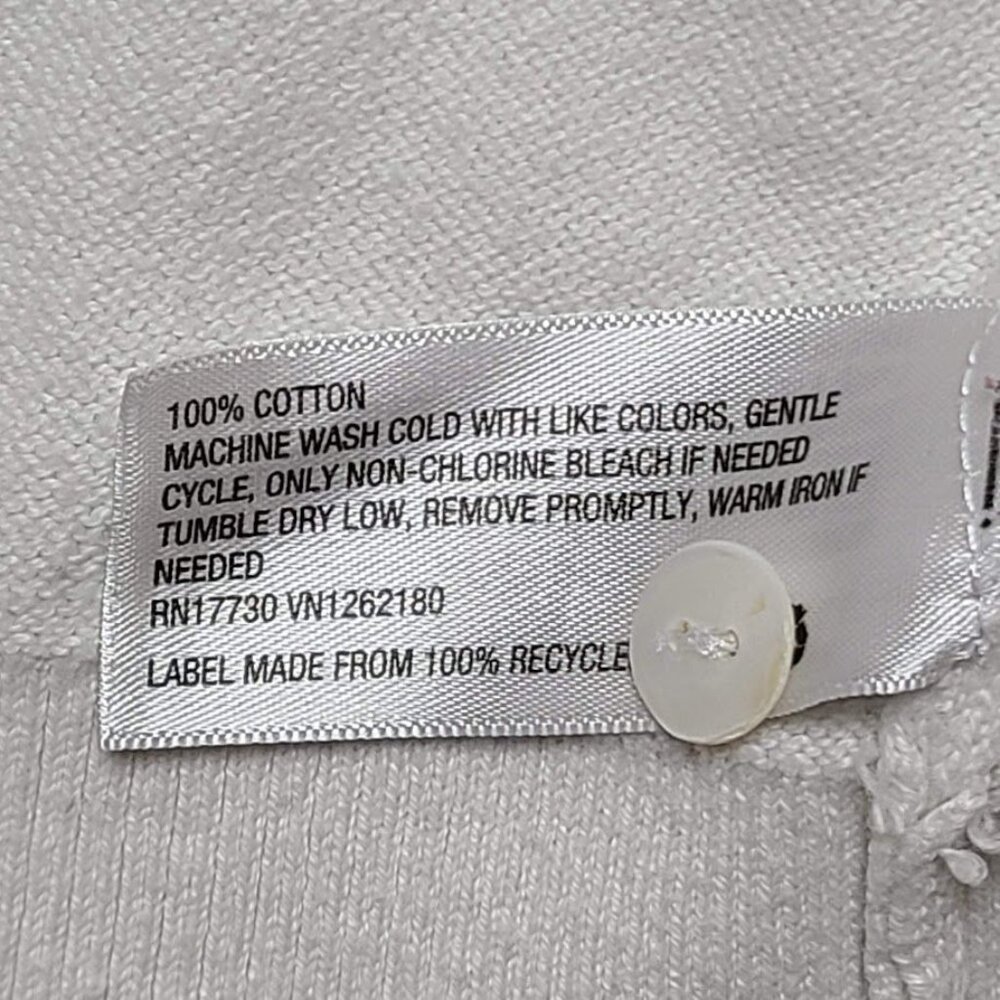 100% COTTON
MACHINE WASH COLD WITH LIKE COLORS, GENTLE
CYCLE, ONLY NON-CHLORINE BLEACH IF NEEDED
TUMBLE DRY LOW, REMOVE PROMPTLY, WARM IRON IF
NEEDED
RN17730 VN1262180
LABEL MADE FROM 100% RECYCLE